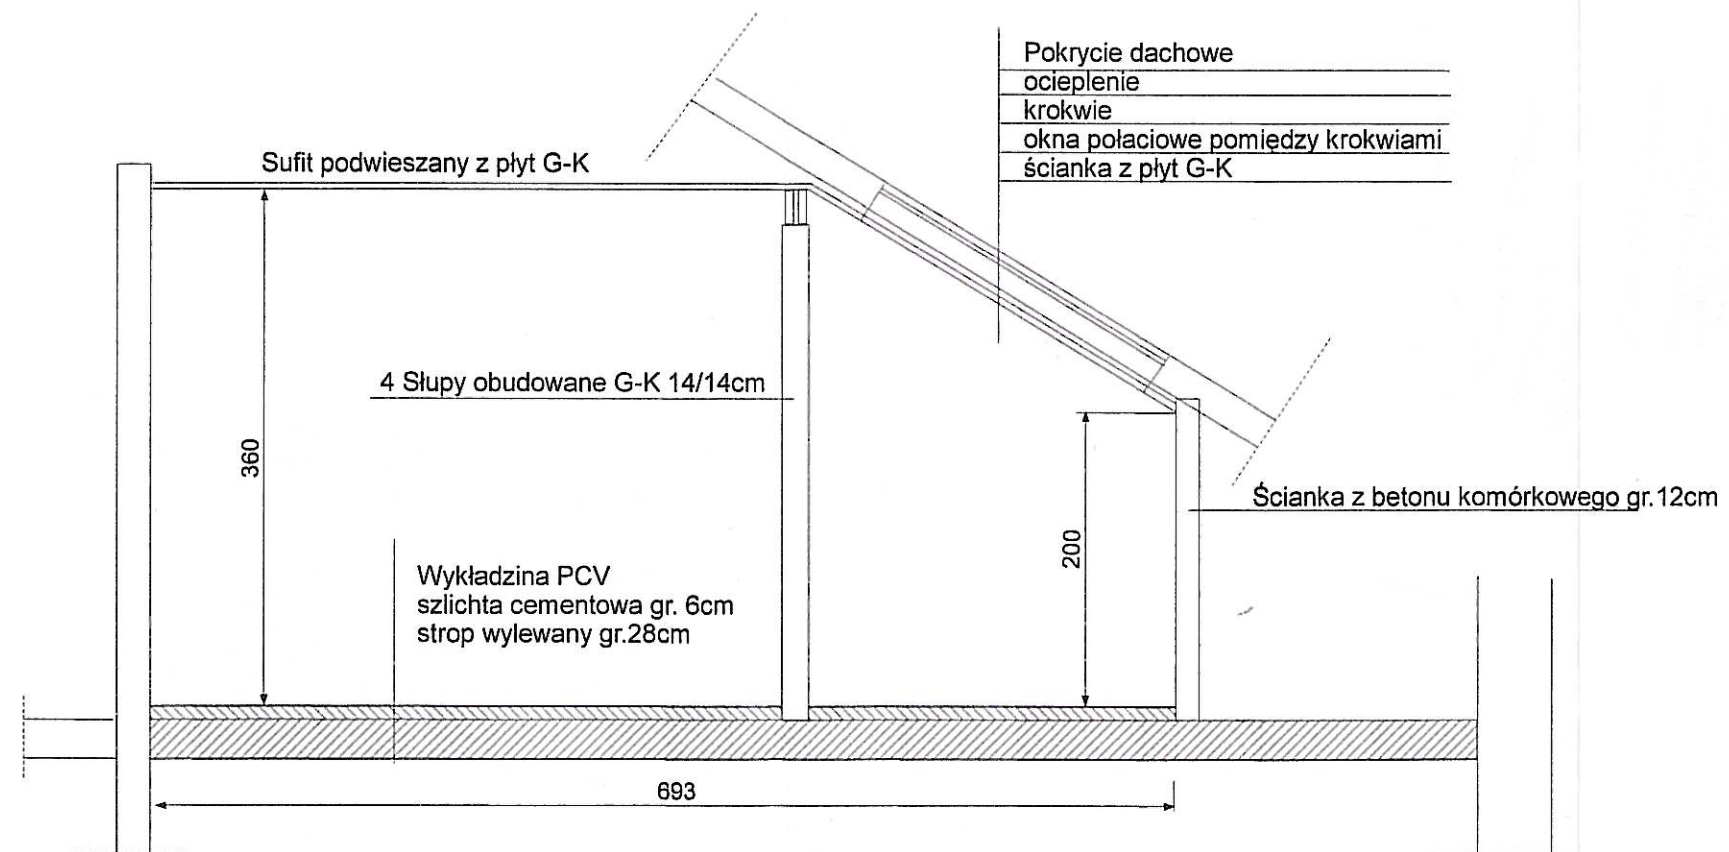 Pokrycie dachowe
ocieplenie
krokwie
okna połaciowe pomiędzy krokwiami
ścianka z płyt G-K
Sufit podwieszany z płyt G-K
4 Słupy obudowane G-K 14/14cm
360
200
Ścianka z betonu komórkowego gr.12cm
Wykładzina PCV
szlichta cementowa gr. 6cm
strop wylewany gr.28cm
693